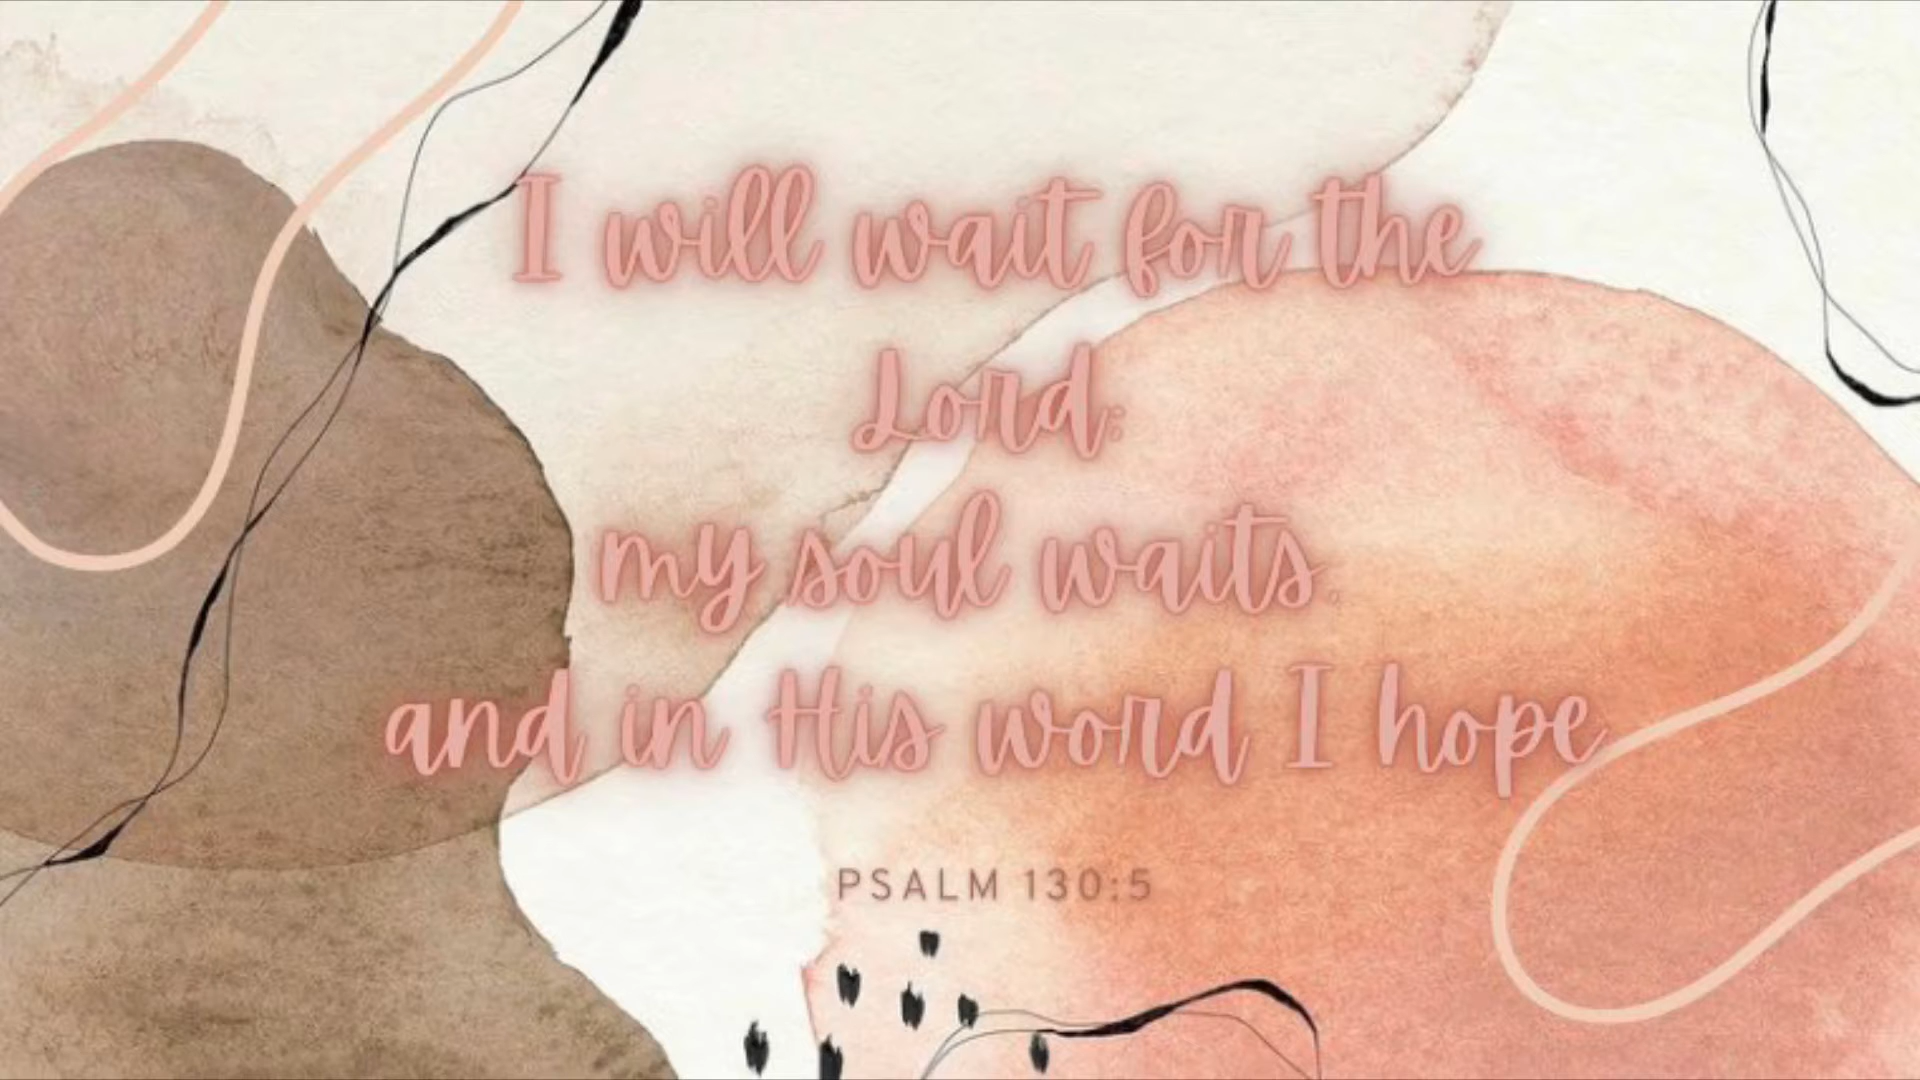 I will wait for the
Lord;
my soul waits,
and in His word I hope
PSALM 130:5